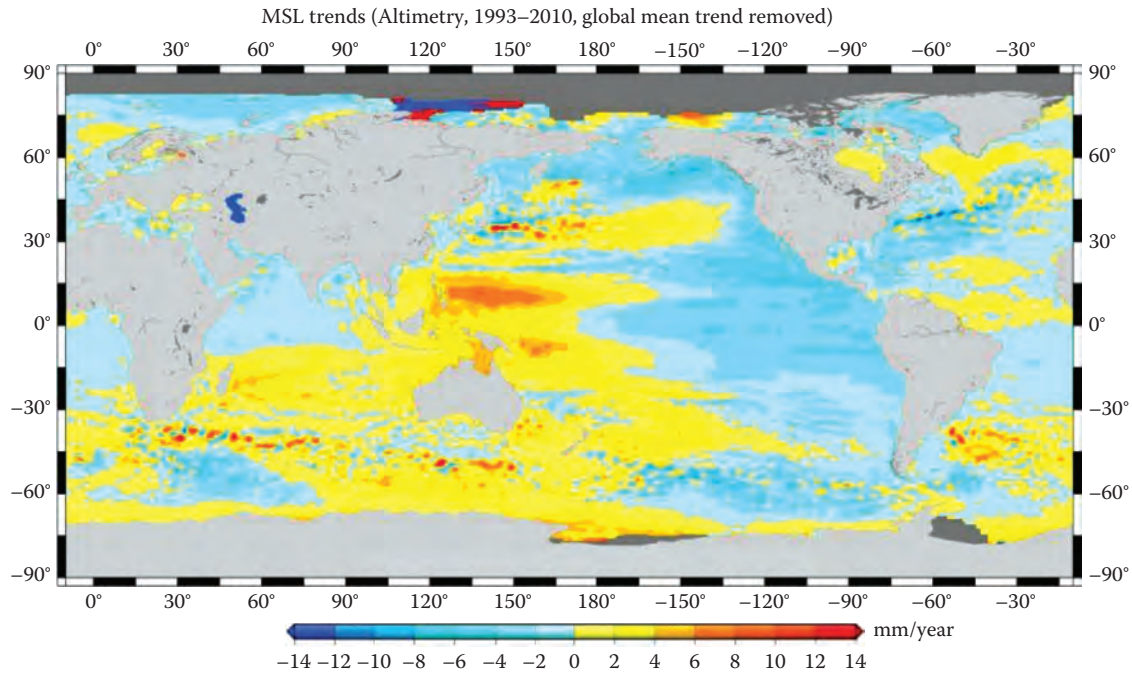 MSL trends (Altimetry, 1993–2010, global mean trend removed)
0° 30° 60° 90° 120° 150° 180° −150° −120° −90° −60° −30°
90° 90°
60° 60°
30° 30°
0° 0°
−30° −30°
−60° −60°
−90° −90°
0° 30° 60° 90° 120° 150° 180° −150° −120° −90° −60° −30°
mm/year
−14 −12 −10 −8 −6 −4 −2 0 2 4 6 8 10 12 14